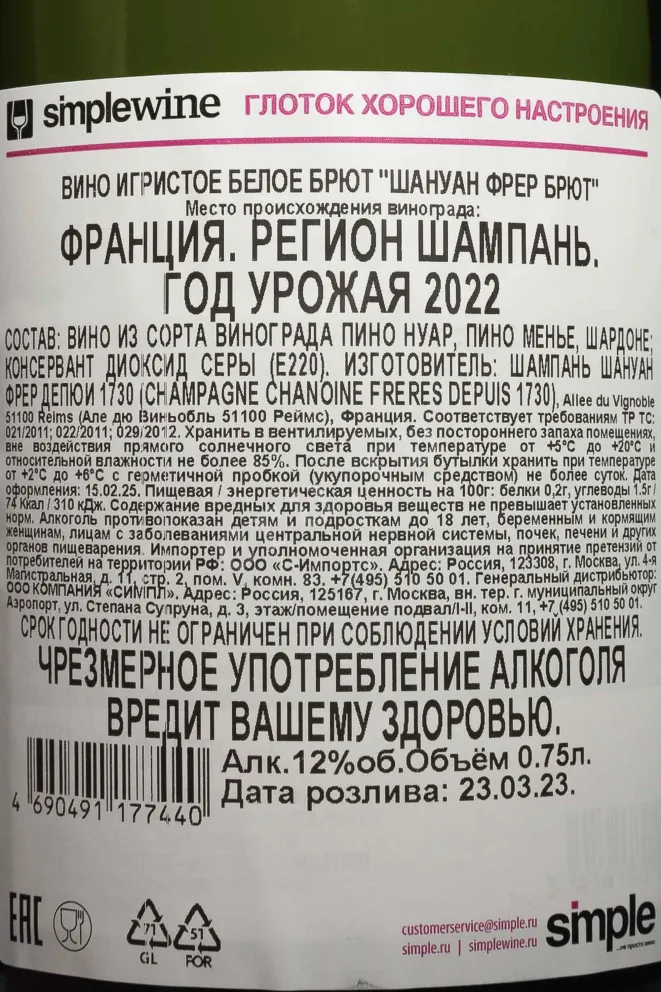 simplewine ГЛОТОК ХОРОШЕГО НАСТРОЕНИЯ
ВИНО ИГРИСТОЕ БЕЛОЕ БРЮТ "ШАНУАН ФРЕР БРЮТ"
Место происхождения винограда:
ФРАНЦИЯ. РЕГИОН ШАМПАНЬ.
ГОД УРОЖАЯ 2022
СОСТАВ: ВИНО ИЗ СОРТА ВИНОГРАДА ПИНО НУАР, ПИНО МЕНЬЕ, ШАРДОНЕ;
КОНСЕРВАНТ ДИОКСИД СЕРЫ (Е220). ИЗГОТОВИТЕЛЬ: ШАМПАНЬ ШАНУАН
ФРЕР ДЕПЮИ 1730 (CHAMPAGNE CHANOINE FRERES DEPUIS 1730), Allee du Vignoble
51100 Reims (Але дю Виньобль 51100 Реймс), Франция. Соответствует требованиям ТР ТС:
021/2011; 022/2011; 029/2012. Хранить в вентилируемых, без постороннего запаха помещениях,
вне воздействия прямого солнечного света при температуре от +5°С до +20°С и
относительной влажности не более 85%. После вскрытия бутылки хранить при температуре
от +2°С до +6°С с герметичной пробкой (укупорочным средством) не более суток. Дата
оформления: 15.02.25. Пищевая / энергетическая ценность на 100г: белки 0,2г, углеводы 1.5г/
74 Ккал / 310 кДж. Содержание вредных для здоровья веществ не превышает установленных
норм. Алкоголь противопоказан детям и подросткам до 18 лет, беременным и кормящим
женщинам, лицам с заболеваниями центральной нервной системы, почек, печени и других
органов пищеварения. Импортер и уполномоченная организация на принятие претензий от
потребителей на территории РФ: ООО «С-Импортс». Адрес: Россия, 123308, г. Москва, ул. 4-я
Магистральная, д. 11, стр. 2, пом. V, комн. 83. +7(495) 510 50 01. Генеральный дистрибьютор:
ООО КОМПАНИЯ «СИМПЛ». Адрес: Россия, 125167, г. Москва, вн. тер. г. муниципальный округ
Аэропорт, ул. Степана Супруна, д. 3, этаж/помещение подвал/I-II, ком. 11, +7 (495) 510 50 01.
СРОК ГОДНОСТИ НЕ ОГРАНИЧЕН ПРИ СОБЛЮДЕНИИ УСЛОВИЙ ХРАНЕНИЯ.
ЧРЕЗМЕРНОЕ УПОТРЕБЛЕНИЕ АЛКОГОЛЯ
ВРЕДИТ ВАШЕМУ ЗДОРОВЬЮ.
Алк.12%об.Объём 0.75л.
Дата розлива: 23.03.23.
4 690491 177440
EAC
71 GL
51 FOR
customerservice@simple.ru
simple.ru | simplewine.ru
simple
...не просто вино